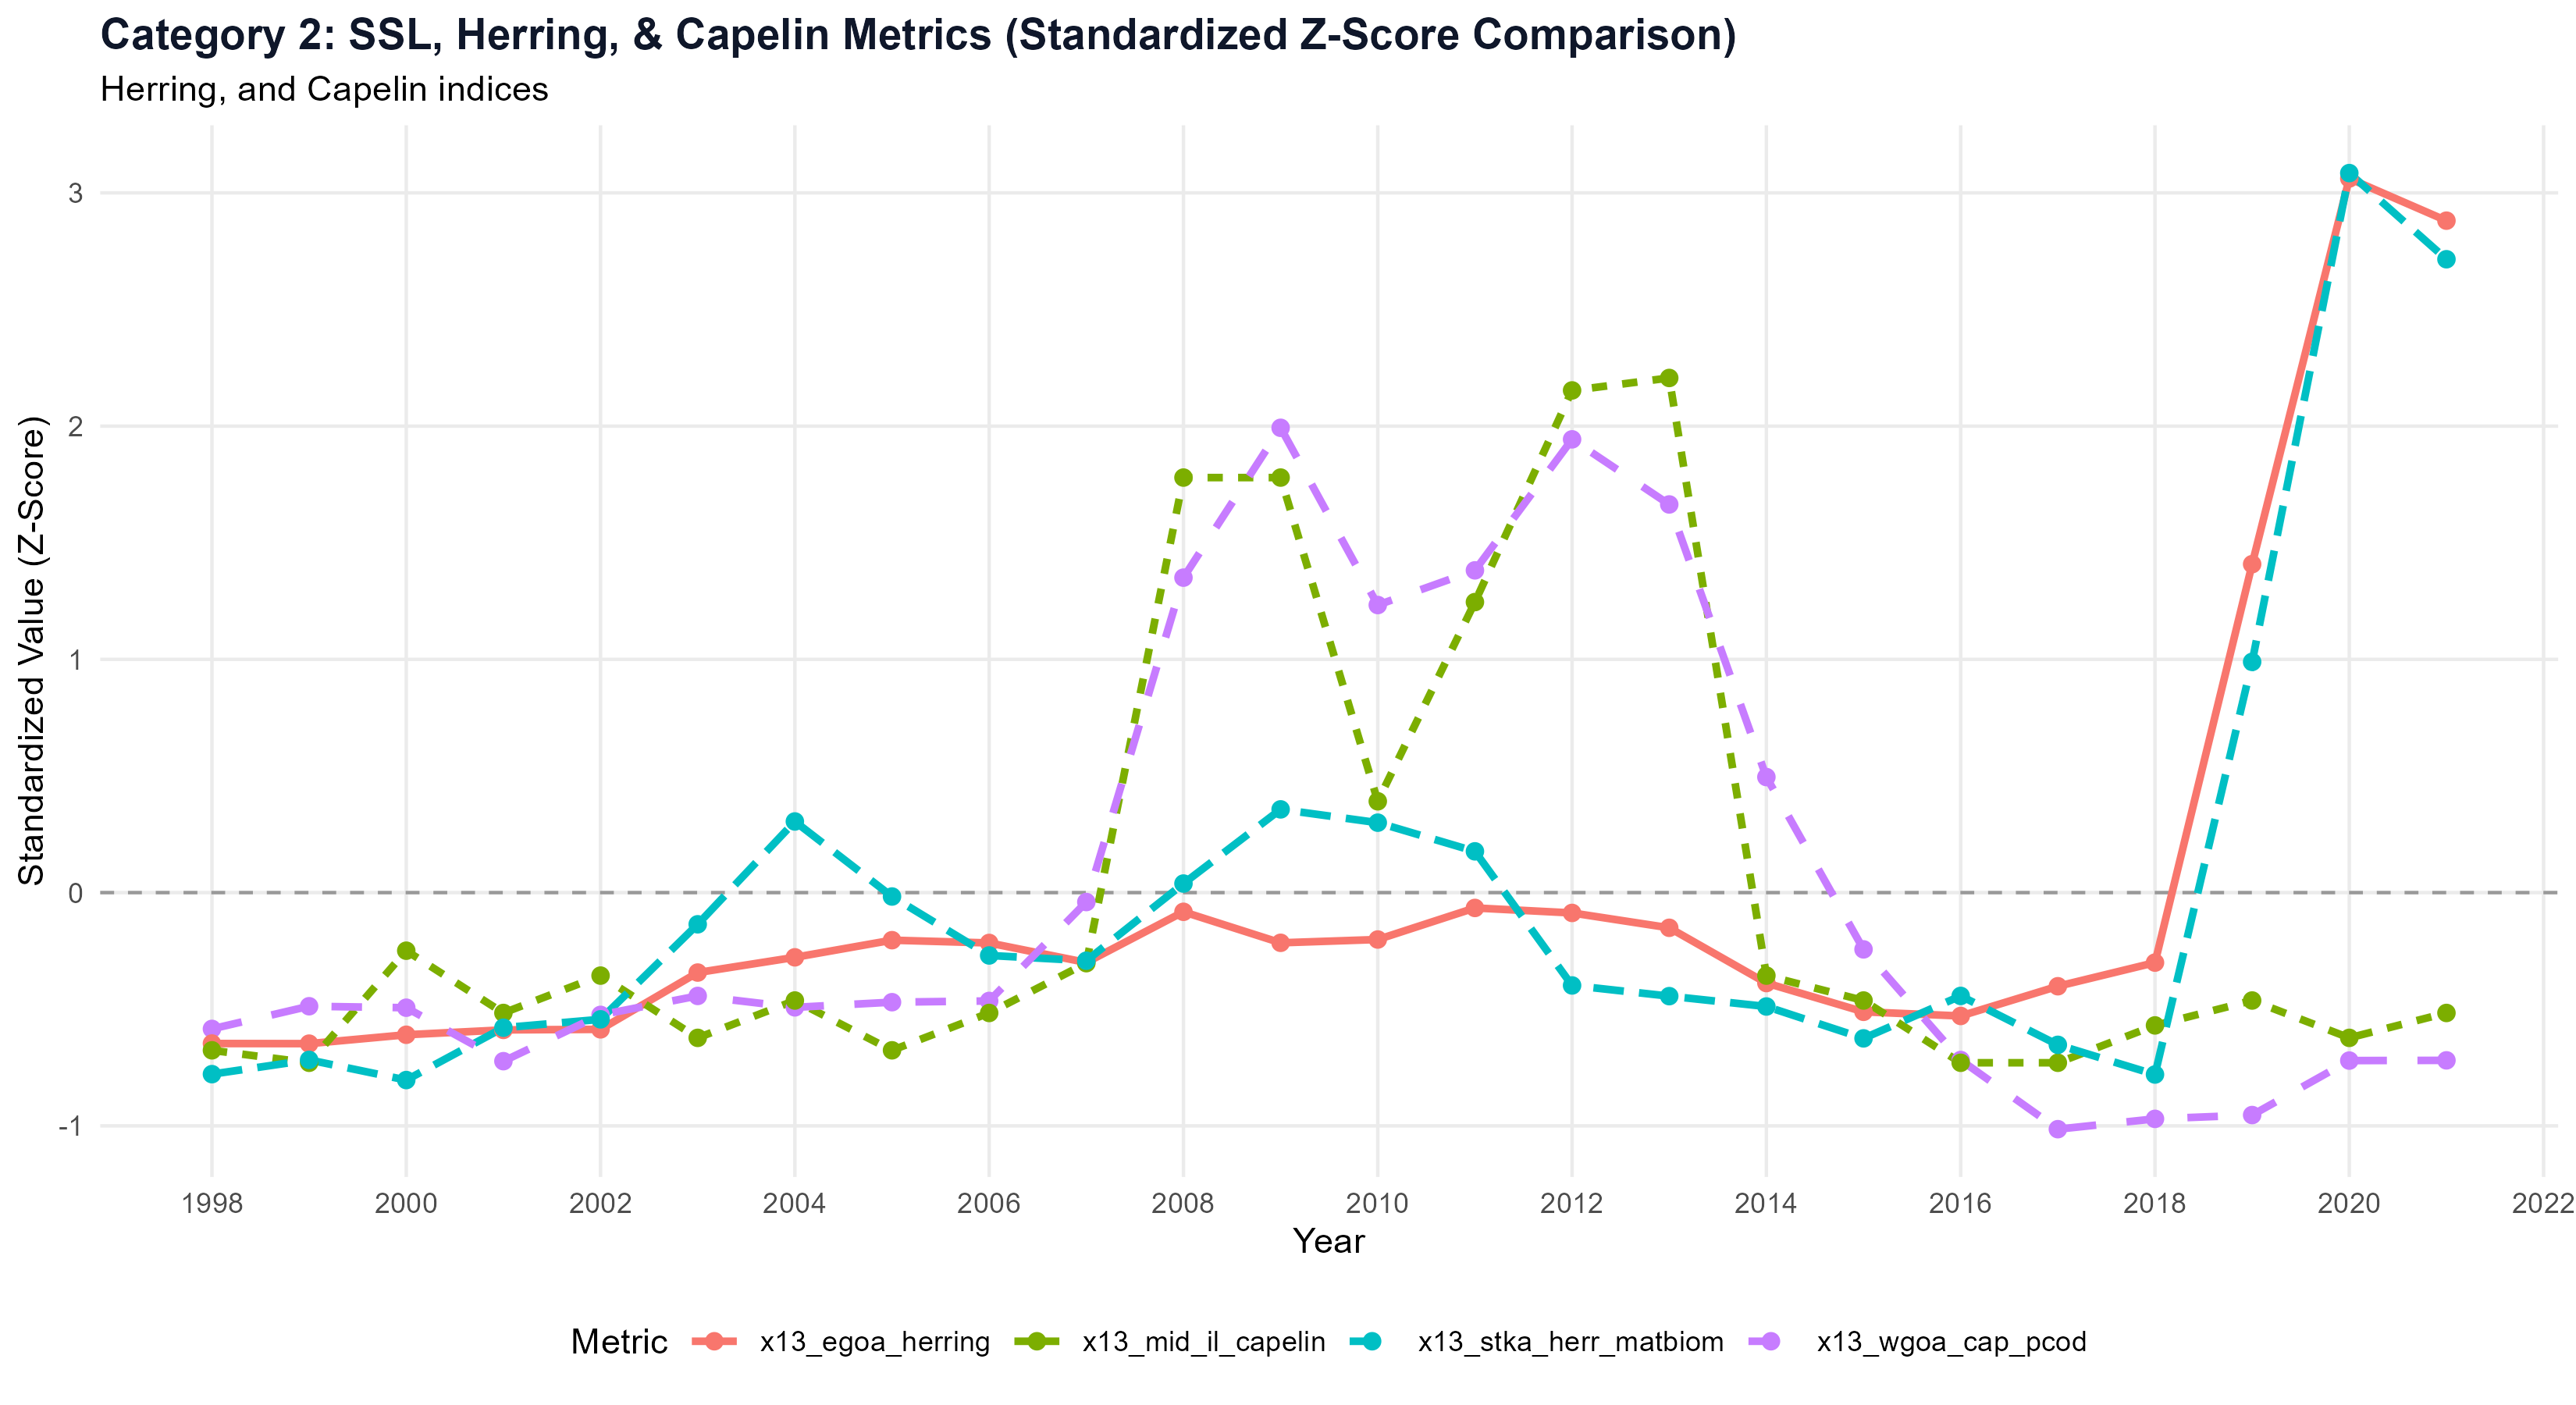 Category 2: SSL, Herring, & Capelin Metrics (Standardized Z-Score Comparison)
Herring, and Capelin indices
Standardized Value (Z-Score)
3
2
1
0
-1
1998 2000 2002 2004 2006 2008 2010 2012 2014 2016 2018 2020 2022
Year
Metric x13_egoa_herring x13_mid_il_capelin x13_stka_herr_matbiom x13_wgoa_cap_pcod